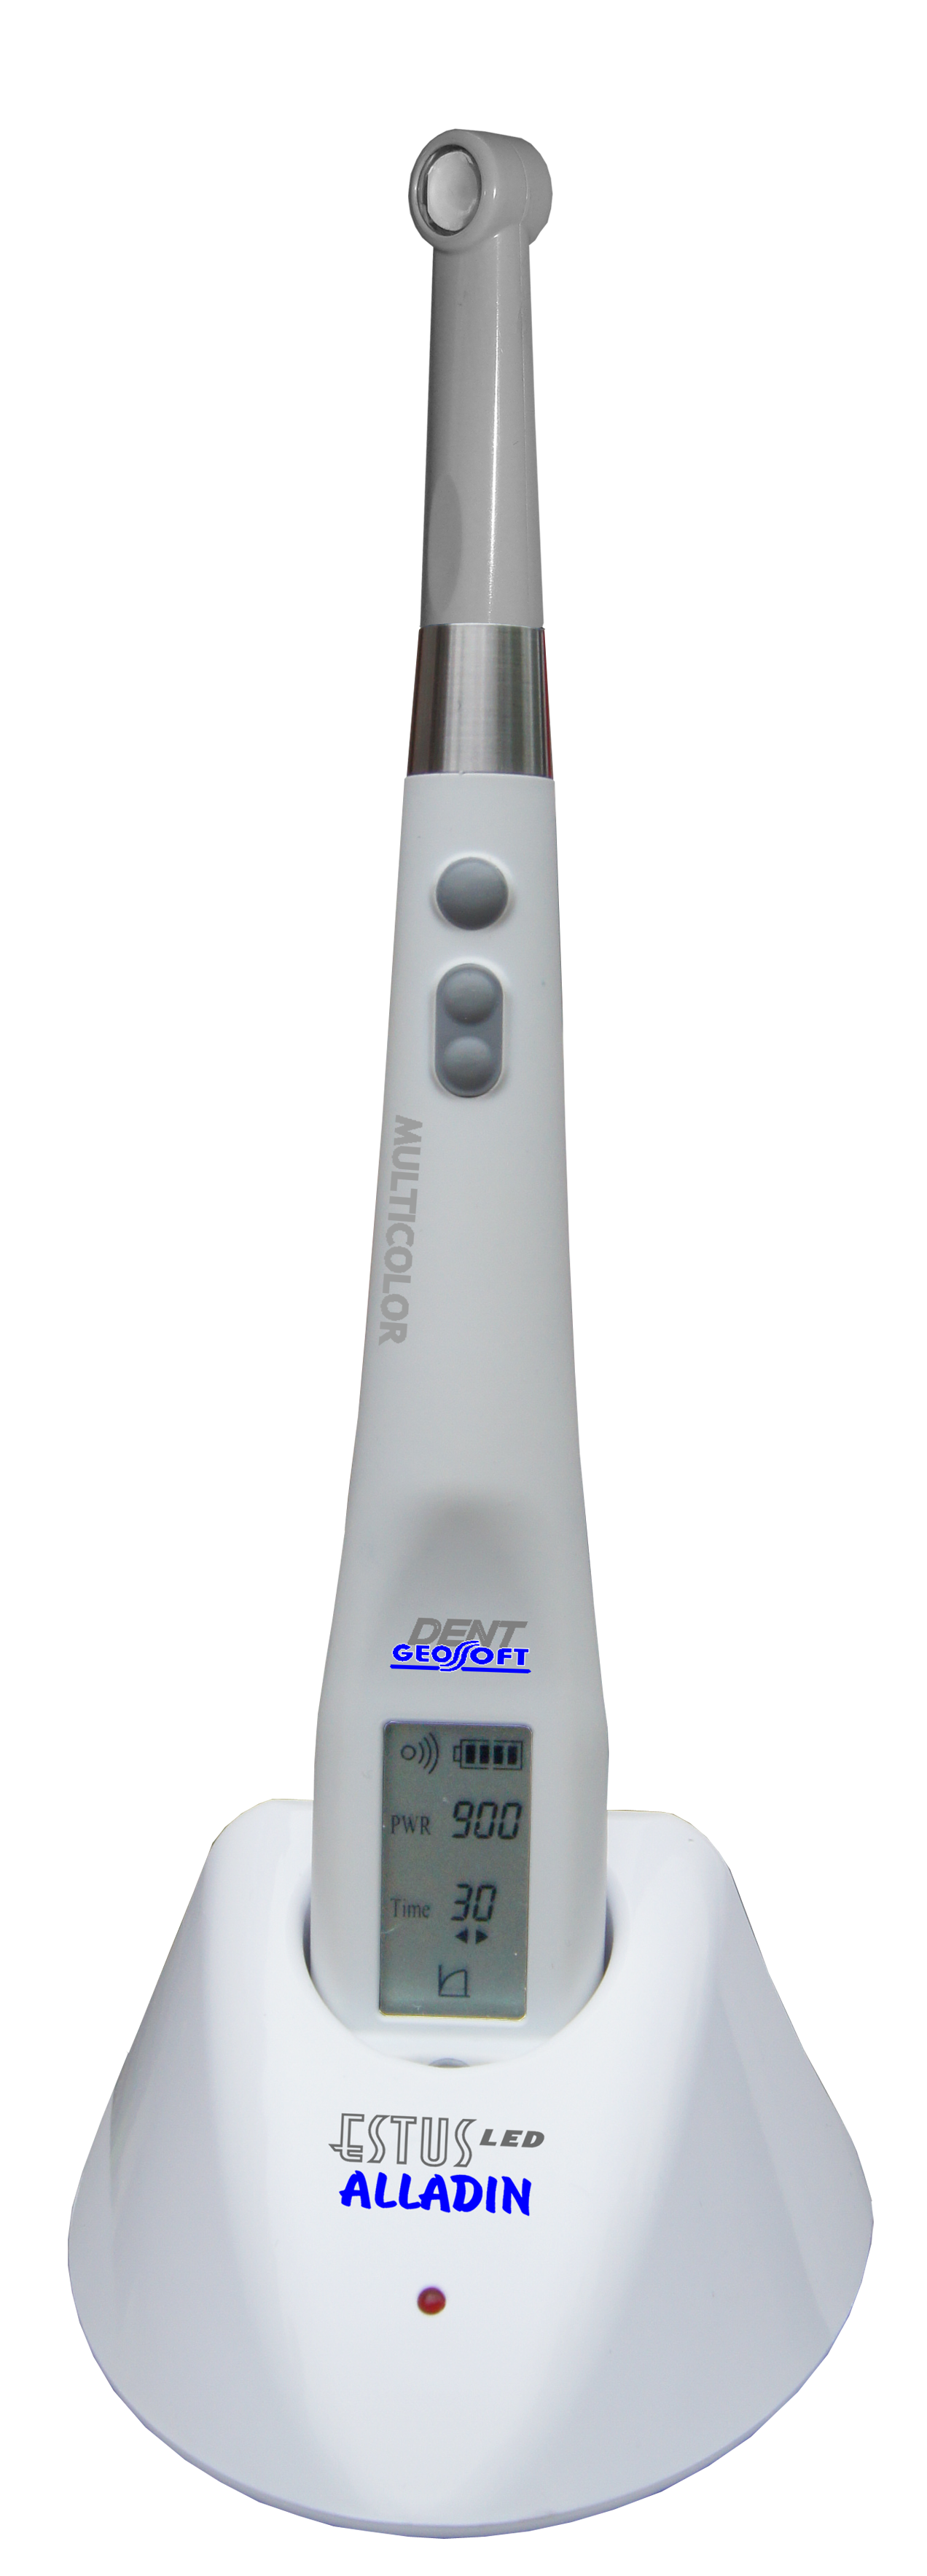 MULTICOLOR
DENT
GEOSOFT
PWR 900
Time 30
ESTUS LED
ALLADIN